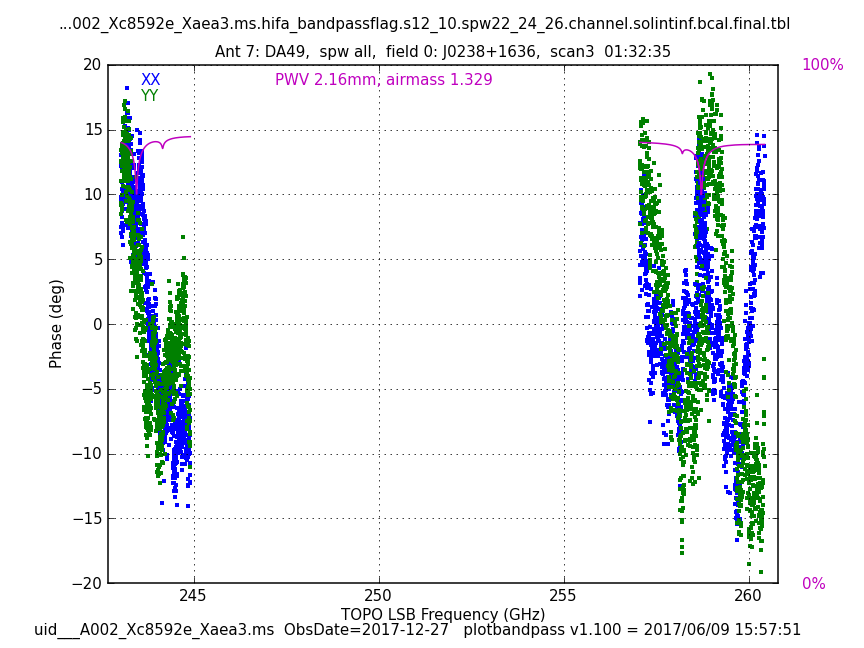 ...002_Xc8592e_Xaea3.ms.hifa_bandpassflag.s12_10.spw22_24_26.channel.solintinf.bcal.final.tbl
Ant 7: DA49,  spw all,  field 0: J0238+1636,  scan3  01:32:35
XX
YY
PWV 2.16mm, airmass 1.329
100%
0%
20
15
10
5
0
−5
−10
−15
−20
Phase (deg)
245
250
255
260
TOPO LSB Frequency (GHz)
uid___A002_Xc8592e_Xaea3.ms  ObsDate=2017-12-27   plotbandpass v1.100 = 2017/06/09 15:57:51